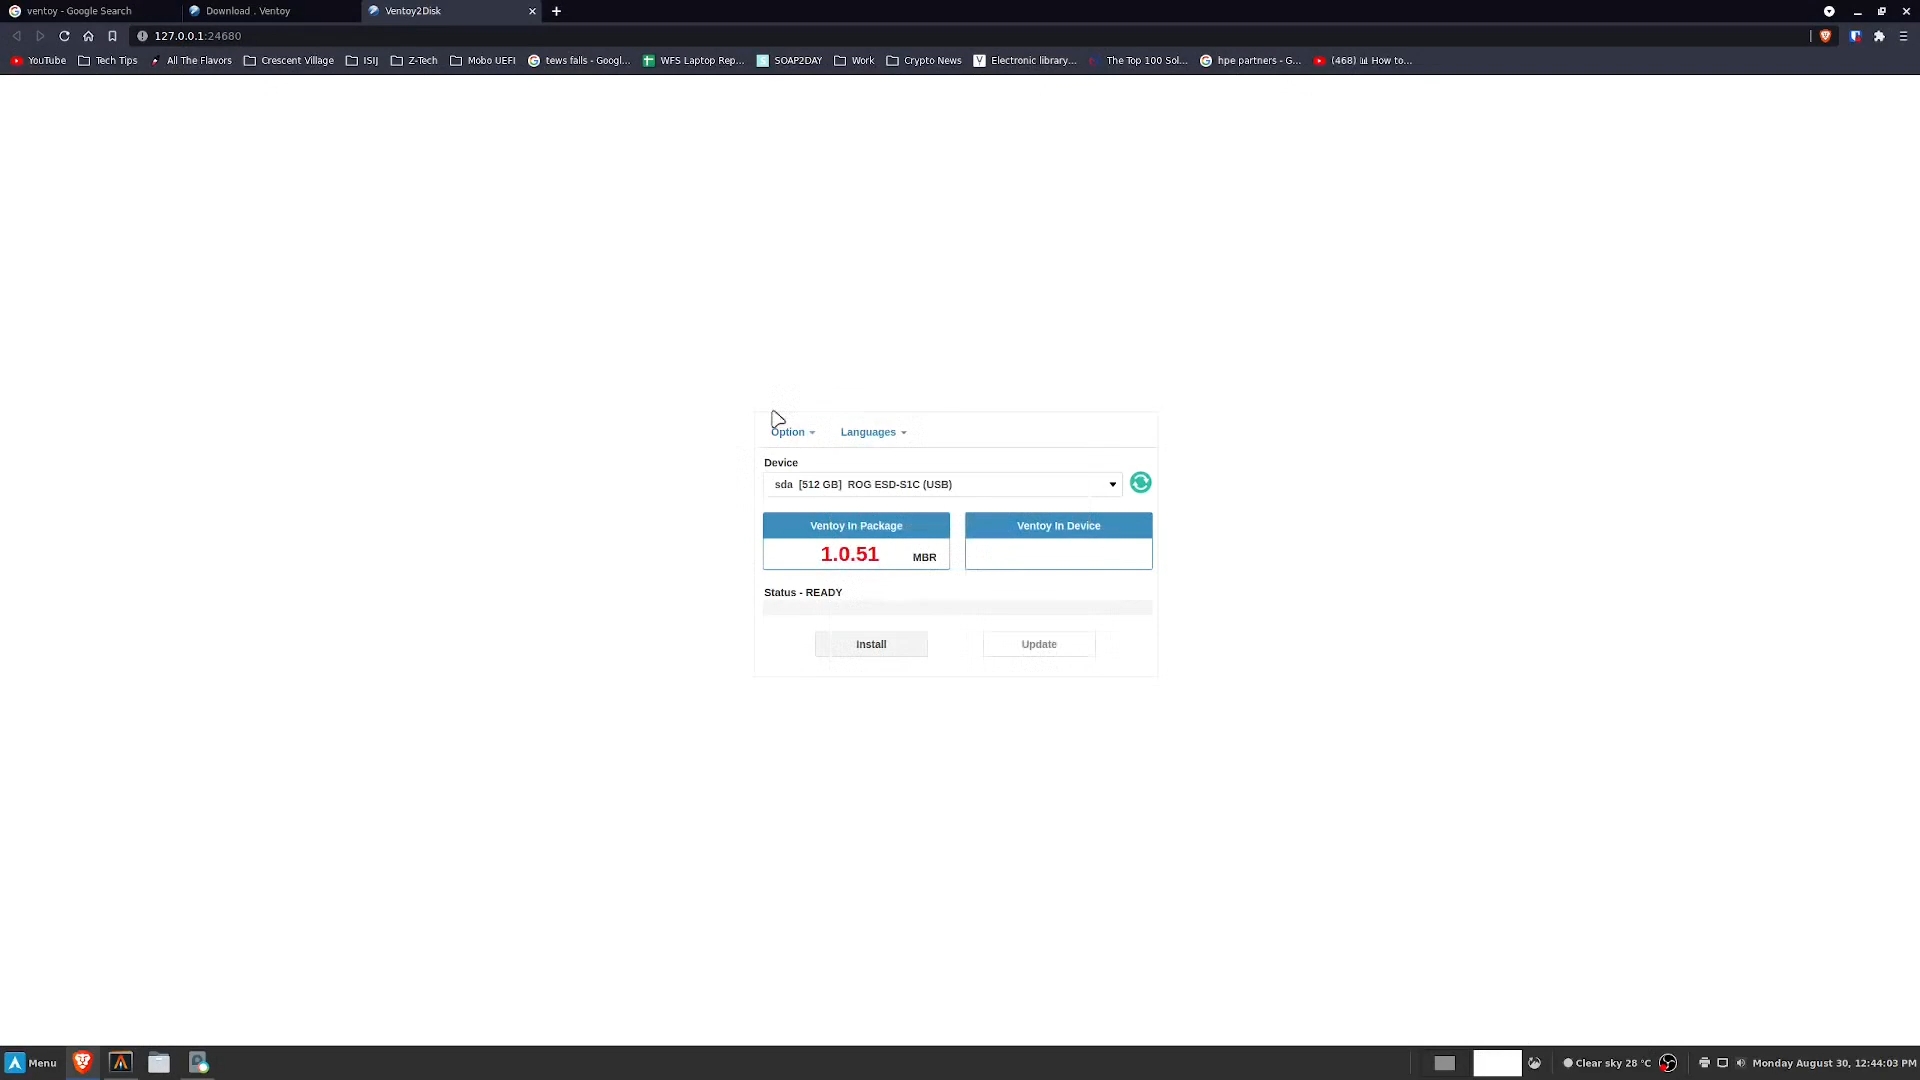 ventoy - Google Search
Download . Ventoy
Ventoy2Disk
127.0.0.1:24680
YouTube
Tech Tips
All The Flavors
Crescent Village
ISIJ
Z-Tech
Mobo UEFI
tews falls - Googl...
WFS Laptop Rep...
SOAP2DAY
Work
Crypto News
Electronic library...
The Top 100 Sol...
hpe partners - G...
(468) How to...
Option
Languages
Device
sda [512 GB] ROG ESD-S1C (USB)
Ventoy In Package
Ventoy In Device
1.0.51
MBR
Status - READY
Install
Update
Menu
Clear sky 28 °C
Monday August 30, 12:44:03 PM